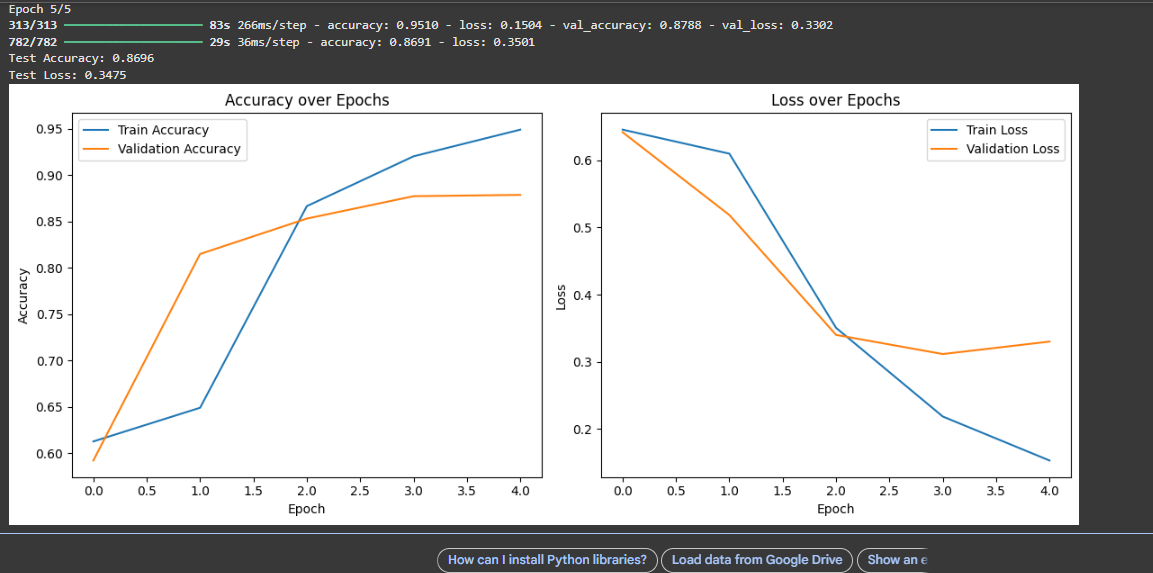 Epoch 5/5
313/313 83s 266ms/step - accuracy: 0.9510 - loss: 0.1504 - val_accuracy: 0.8788 - val_loss: 0.3302
782/782 29s 36ms/step - accuracy: 0.8691 - loss: 0.3501
Test Accuracy: 0.8696
Test Loss: 0.3475
Accuracy over Epochs
Train Accuracy
Validation Accuracy
Accuracy
0.95
0.90
0.85
0.80
0.75
0.70
0.65
0.60
0.0 0.5 1.0 1.5 2.0 2.5 3.0 3.5 4.0
Epoch
Loss over Epochs
Train Loss
Validation Loss
Loss
0.6
0.5
0.4
0.3
0.2
0.0 0.5 1.0 1.5 2.0 2.5 3.0 3.5 4.0
Epoch
How can I install Python libraries? Load data from Google Drive Show an